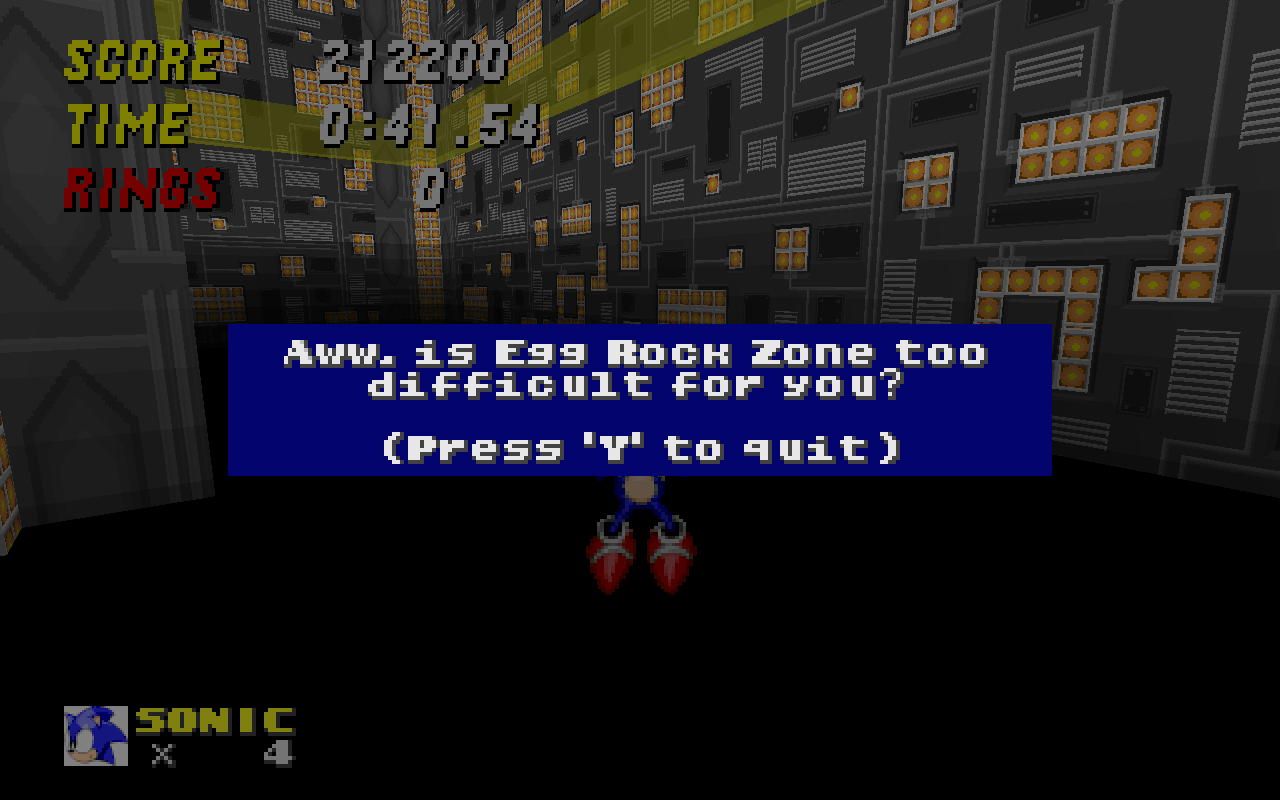 SCORE 212200
TIME 0:41.54
RINGS 0
Aww, is Egg Rock Zone too
difficult for you?
(Press 'Y' to quit)
SONIC
X 4